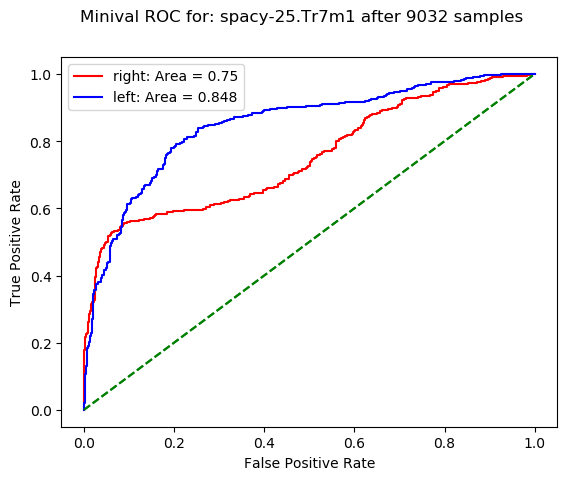 Minival ROC for: spacy-25.Tr7m1 after 9032 samples
right: Area = 0.75
left: Area = 0.848
True Positive Rate
1.0
0.8
0.6
0.4
0.2
0.0
0.0 0.2 0.4 0.6 0.8 1.0
False Positive Rate